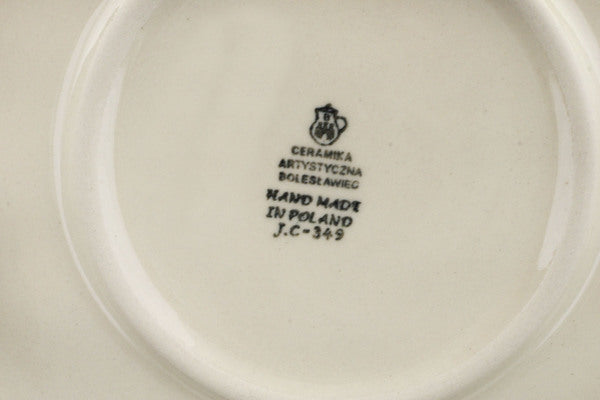 CERAMIKA
ARTYSTYCZNA
BOLESŁAWIEC
HAND MADE
IN POLAND
J.C-349